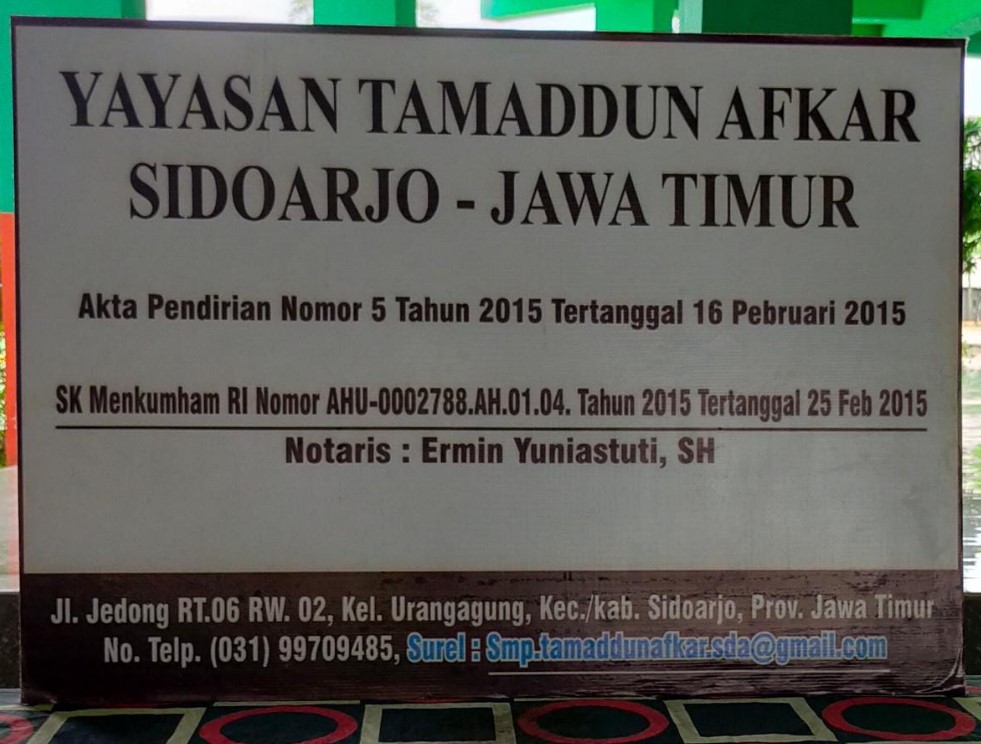 YAYASAN TAMADDUN AFKAR
SIDOARJO - JAWA TIMUR
Akta Pendirian Nomor 5 Tahun 2015 Tertanggal 16 Pebruari 2015
SK Menkumham RI Nomor AHU-0002788.AH.01.04. Tahun 2015 Tertanggal 25 Feb 2015
Notaris : Ermin Yuniastuti, SH
Jl. Jedong RT.06 RW. 02, Kel. Urangagung, Kec./kab. Sidoarjo, Prov. Jawa Timur
No. Telp. (031) 99709485, Surel : Smp.tamaddunafkar.sda@gmail.com